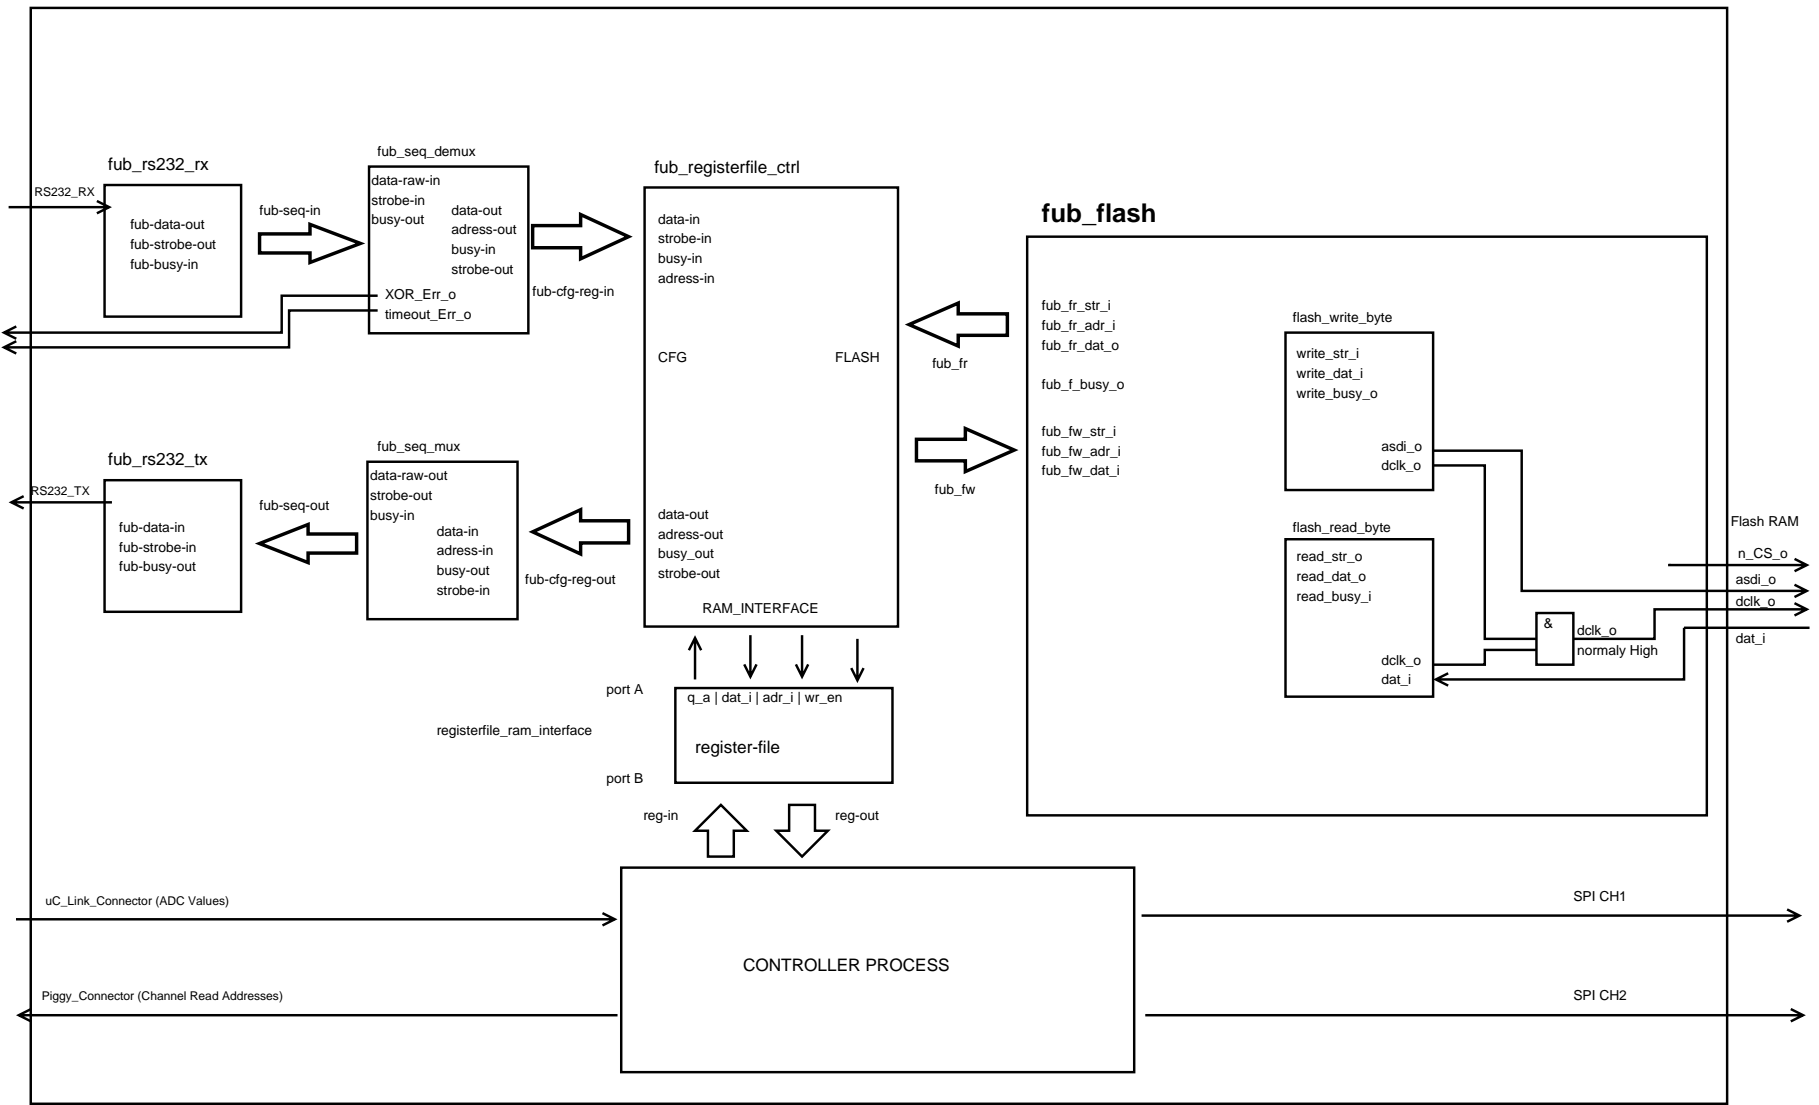 fub_rs232_rx
RS232_RX
fub-data-out
fub-strobe-out
fub-busy-in
fub-seq-in
fub_seq_demux
data-raw-in
strobe-in
busy-out
data-out
adress-out
busy-in
strobe-out
XOR_Err_o
timeout_Err_o
fub-cfg-reg-in
fub_registerfile_ctrl
data-in
strobe-in
busy-in
adress-in
CFG
FLASH
data-out
adress-out
busy_out
strobe-out
RAM_INTERFACE
fub_fr
fub_fw
fub_rs232_tx
RS232_TX
fub-data-in
fub-strobe-in
fub-busy-out
fub-seq-out
fub_seq_mux
data-raw-out
strobe-out
busy-in
data-in
adress-in
busy-out
strobe-in
fub-cfg-reg-out
fub_flash
fub_fr_str_i
fub_fr_adr_i
fub_fr_dat_o
fub_f_busy_o
fub_fw_str_i
fub_fw_adr_i
fub_fw_dat_i
flash_write_byte
write_str_i
write_dat_i
write_busy_o
asdi_o
dclk_o
flash_read_byte
read_str_o
read_dat_o
read_busy_i
dclk_o
dat_i
&
dclk_o
normaly High
Flash RAM
n_CS_o
asdi_o
dclk_o
dat_i
port A
q_a | dat_i | adr_i | wr_en
registerfile_ram_interface
register-file
port B
reg-in
reg-out
uC_Link_Connector (ADC Values)
CONTROLLER PROCESS
Piggy_Connector (Channel Read Addresses)
SPI CH1
SPI CH2